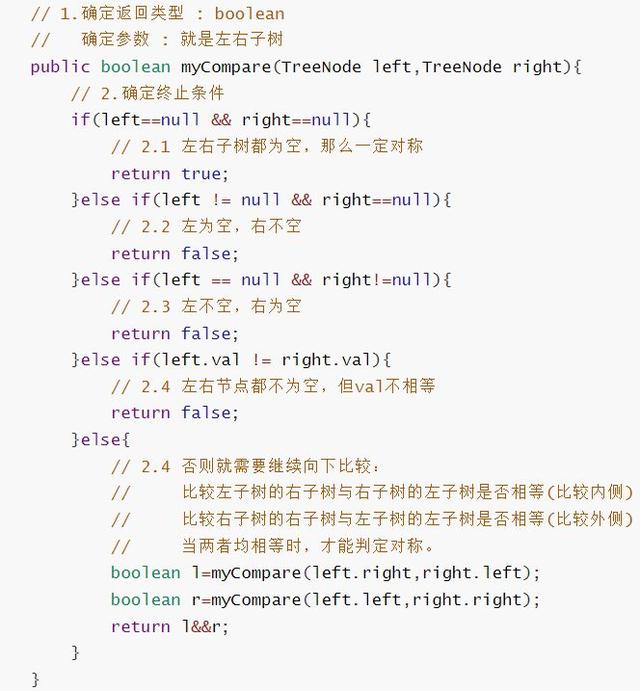 // 1.确定返回类型 : boolean
//   确定参数 : 就是左右子树
public boolean myCompare(TreeNode left,TreeNode right){
    // 2.确定终止条件
    if(left==null && right==null){
        // 2.1 左右子树都为空，那么一定对称
        return true;
    }else if(left != null && right==null){
        // 2.2 左为空，右不空
        return false;
    }else if(left == null && right!=null){
        // 2.3 左不空，右为空
        return false;
    }else if(left.val != right.val){
        // 2.4 左右节点都不为空，但val不相等
        return false;
    }else{
        // 2.4 否则就需要继续向下比较：
        //     比较左子树的右子树与右子树的左子树是否相等(比较内侧)
        //     比较右子树的右子树与左子树的左子树是否相等(比较外侧)
        //     当两者均相等时，才能判定对称。
        boolean l=myCompare(left.right,right.left);
        boolean r=myCompare(left.left,right.right);
        return l&&r;
    }
}